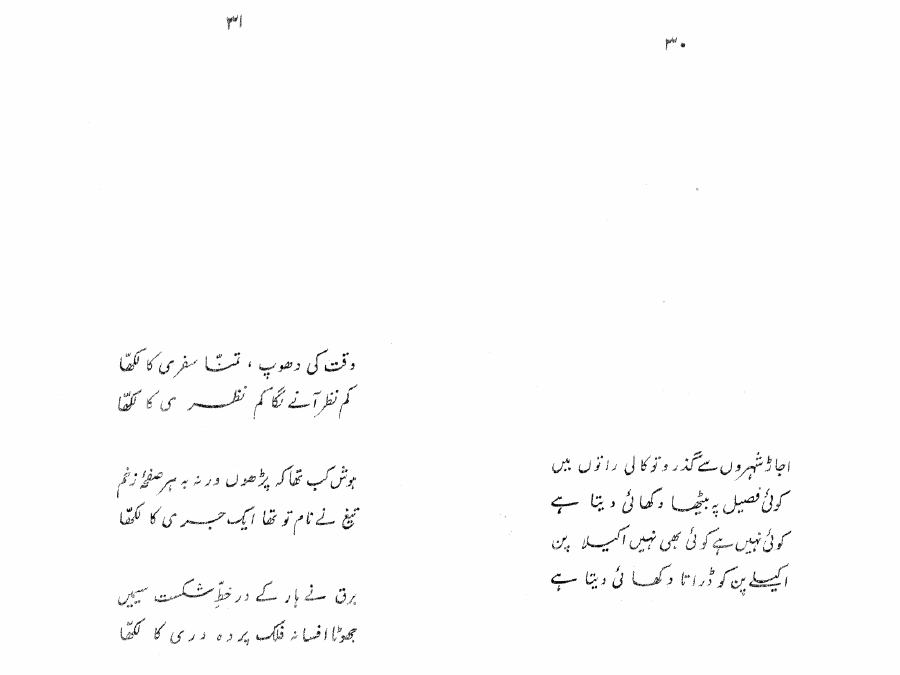 ۳۰
اجاڑ شہروں سے گذرو تو کالی راتوں میں
کوئی فصیل پہ بیٹھا دکھائی دیتا ہے
کوئی نہیں ہے کوئی بھی نہیں اکیلا پن
اکیلے پن کو ڈراتا دکھائی دیتا ہے
۳۱
وقت کی دھوپ ، تمنّا سفری کا لکھّا
کم نظر آنے لگا کم نظری کا لکھّا
ہوش کب تھا کہ پڑھوں ورنہ بہ ہر صفحۂ زخم
تیغ نے نام تو تھا ایک جری کا لکھّا
برق نے ہار کے در خطِّ شکست سیمیں
جھوٹا افسانہ فلک پردہ دری کا لکھّا